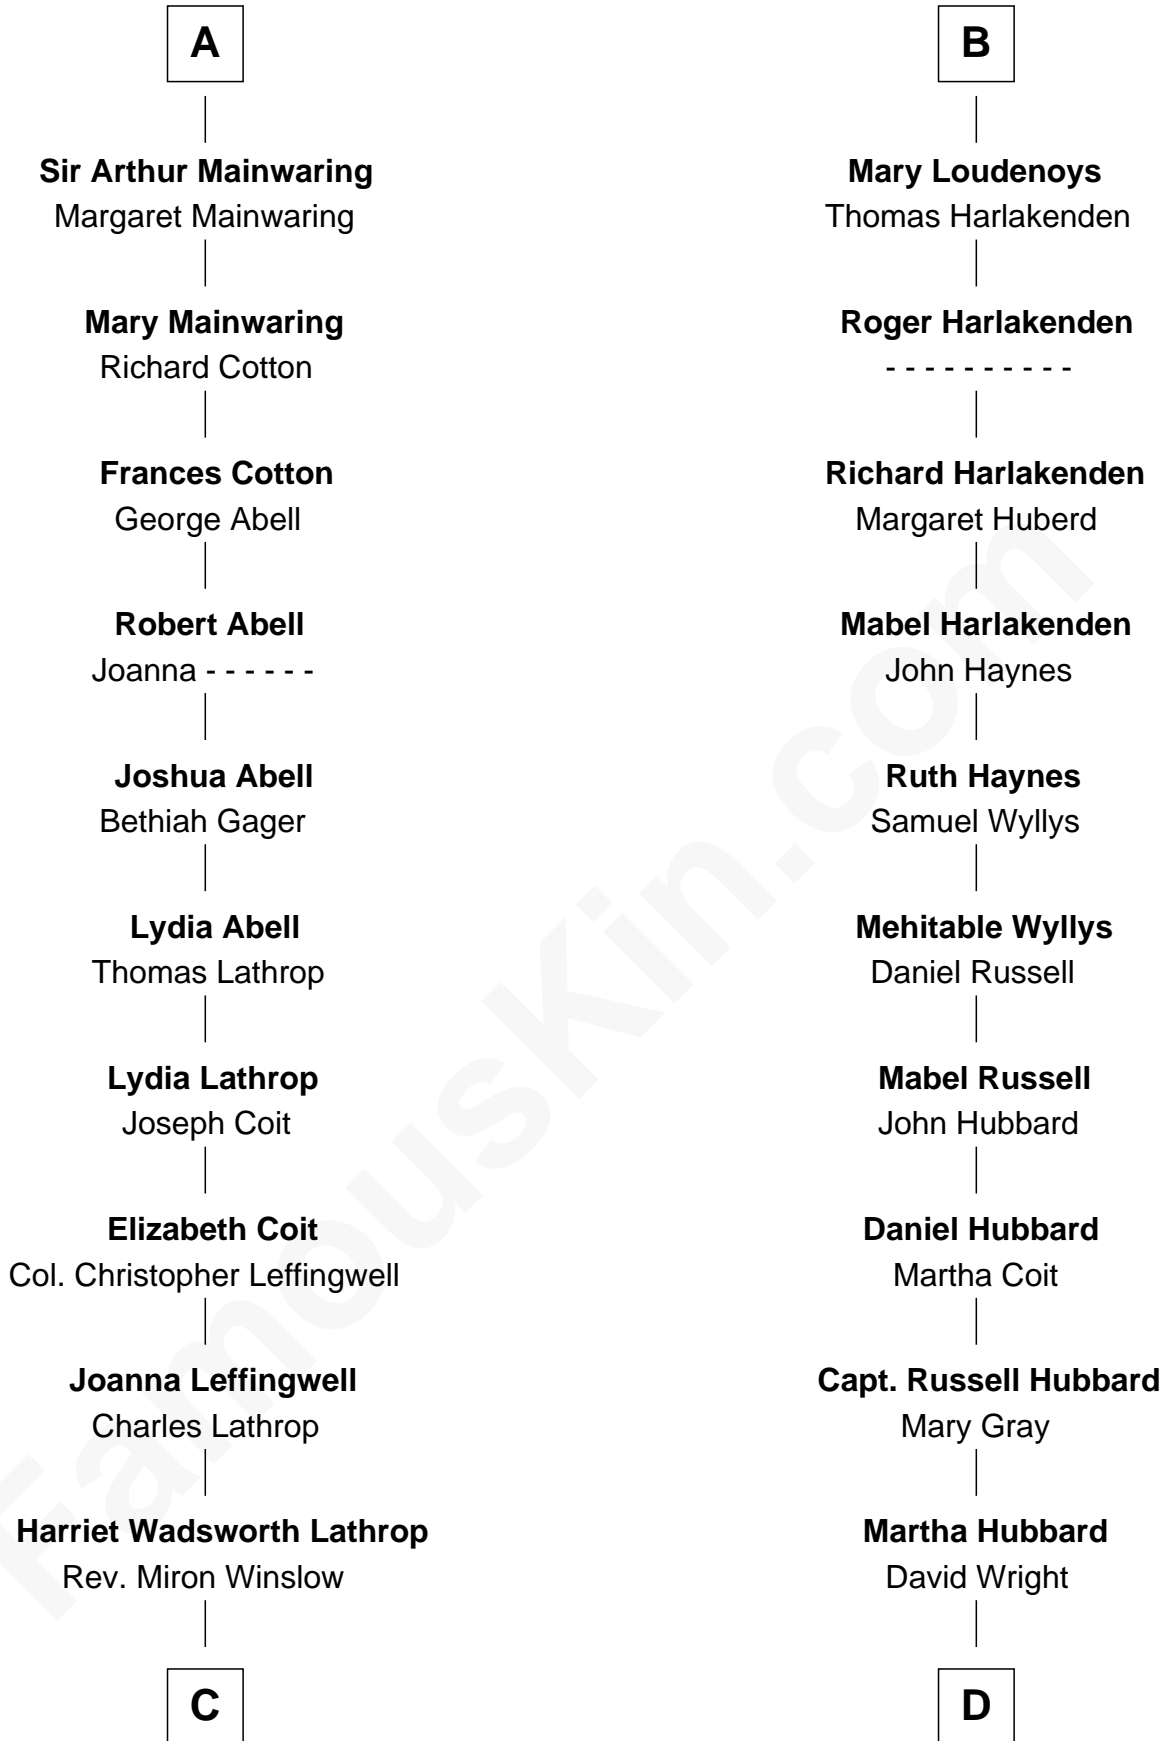 A
Sir Arthur Mainwaring
Margaret Mainwaring
Mary Mainwaring
Richard Cotton
Frances Cotton
George Abell
Robert Abell
Joanna - - - - - -
Joshua Abell
Bethiah Gager
Lydia Abell
Thomas Lathrop
Lydia Lathrop
Joseph Coit
Elizabeth Coit
Col. Christopher Leffingwell
Joanna Leffingwell
Charles Lathrop
Harriet Wadsworth Lathrop
Rev. Miron Winslow
C
B
Mary Loudenoys
Thomas Harlakenden
Roger Harlakenden
- - - - - - - - - -
Richard Harlakenden
Margaret Huberd
Mabel Harlakenden
John Haynes
Ruth Haynes
Samuel Wyllys
Mehitable Wyllys
Daniel Russell
Mabel Russell
John Hubbard
Daniel Hubbard
Martha Coit
Capt. Russell Hubbard
Mary Gray
Martha Hubbard
David Wright
D
FamousKin.com